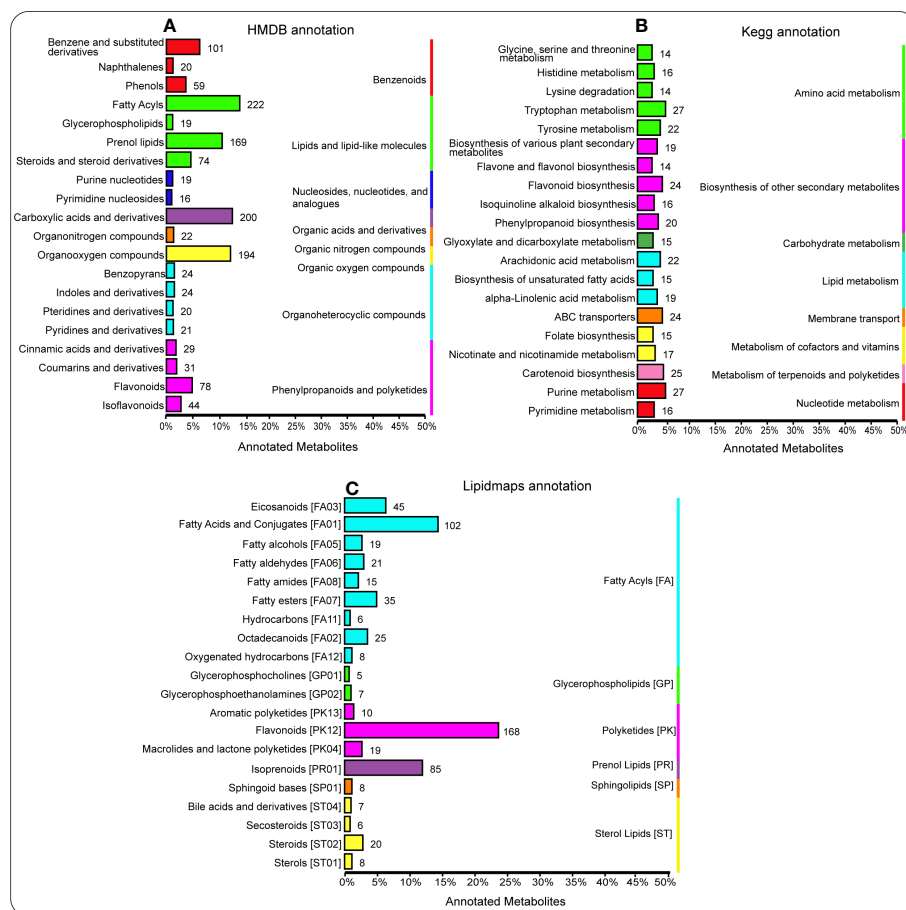 A
HMDB annotation
Benzene and substituted
derivatives
101
Naphthalenes
20
Phenols
59
Benzenoids
Fatty Acyls
222
Glycerophospholipids
19
Prenol lipids
169
Steroids and steroid derivatives
74
Lipids and lipid-like molecules
Purine nucleotides
19
Pyrimidine nucleosides
16
Nucleosides, nucleotides, and
analogues
Carboxylic acids and derivatives
200
Organic acids and derivatives
Organonitrogen compounds
22
Organic nitrogen compounds
Organooxygen compounds
194
Organic oxygen compounds
Benzopyrans
24
Indoles and derivatives
24
Pteridines and derivatives
20
Pyridines and derivatives
21
Organoheterocyclic compounds
Cinnamic acids and derivatives
29
Coumarins and derivatives
31
Flavonoids
78
Isoflavonoids
44
Phenylpropanoids and polyketides
0% 5% 10% 15% 20% 25% 30% 35% 40% 45% 50%
Annotated Metabolites
B
Kegg annotation
Glycine, serine and threonine
metabolism
14
Histidine metabolism
16
Lysine degradation
14
Tryptophan metabolism
27
Tyrosine metabolism
22
Amino acid metabolism
Biosynthesis of various plant secondary
metabolites
19
Flavone and flavonol biosynthesis
14
Flavonoid biosynthesis
24
Isoquinoline alkaloid biosynthesis
16
Phenylpropanoid biosynthesis
20
Biosynthesis of other secondary metabolites
Glyoxylate and dicarboxylate metabolism
15
Carbohydrate metabolism
Arachidonic acid metabolism
22
Biosynthesis of unsaturated fatty acids
15
alpha-Linolenic acid metabolism
19
Lipid metabolism
ABC transporters
24
Membrane transport
Folate biosynthesis
15
Nicotinate and nicotinamide metabolism
17
Metabolism of cofactors and vitamins
Carotenoid biosynthesis
25
Metabolism of terpenoids and polyketides
Purine metabolism
27
Pyrimidine metabolism
16
Nucleotide metabolism
0% 5% 10% 15% 20% 25% 30% 35% 40% 45% 50%
Annotated Metabolites
C
Lipidmaps annotation
Eicosanoids [FA03]
45
Fatty Acids and Conjugates [FA01]
102
Fatty alcohols [FA05]
19
Fatty aldehydes [FA06]
21
Fatty amides [FA08]
15
Fatty esters [FA07]
35
Hydrocarbons [FA11]
6
Octadecanoids [FA02]
25
Oxygenated hydrocarbons [FA12]
8
Fatty Acyls [FA]
Glycerophosphocholines [GP01]
5
Glycerophosphoethanolamines [GP02]
7
Glycerophospholipids [GP]
Aromatic polyketides [PK13]
10
Flavonoids [PK12]
168
Macrolides and lactone polyketides [PK04]
19
Polyketides [PK]
Isoprenoids [PR01]
85
Prenol Lipids [PR]
Sphingoid bases [SP01]
8
Sphingolipids [SP]
Bile acids and derivatives [ST04]
7
Secosteroids [ST03]
6
Steroids [ST02]
20
Sterols [ST01]
8
Sterol Lipids [ST]
0% 5% 10% 15% 20% 25% 30% 35% 40% 45% 50%
Annotated Metabolites